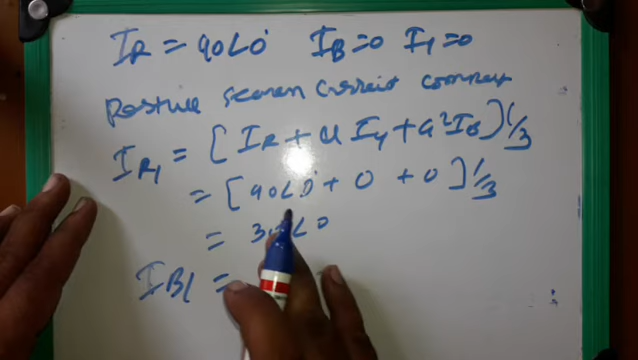 IR = 90∠0° IB=0 IY=0
Positive sequence current compnet
IR1 = [IR + a IY + a²IB] 1/3
= [90∠0° + 0 + 0] 1/3
= 30∠0
IB1 =